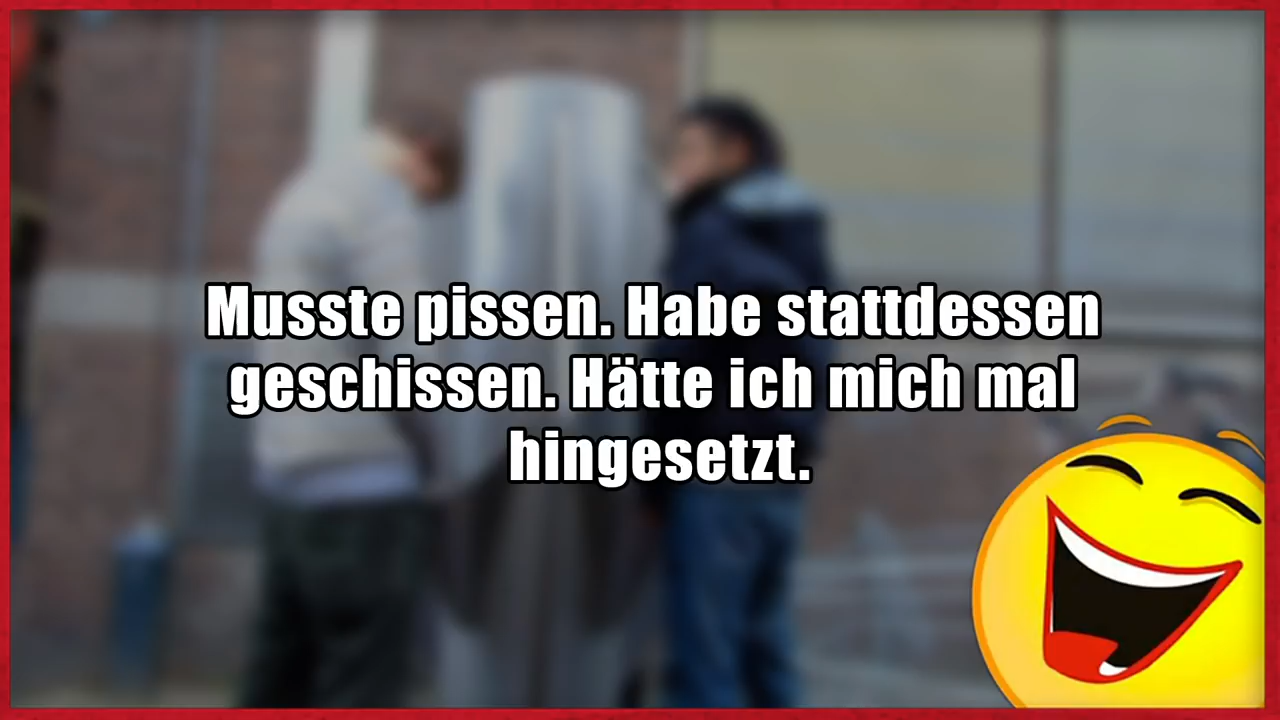 Musste pissen. Habe stattdessen
geschissen. Hätte ich mich mal
hingesetzt.